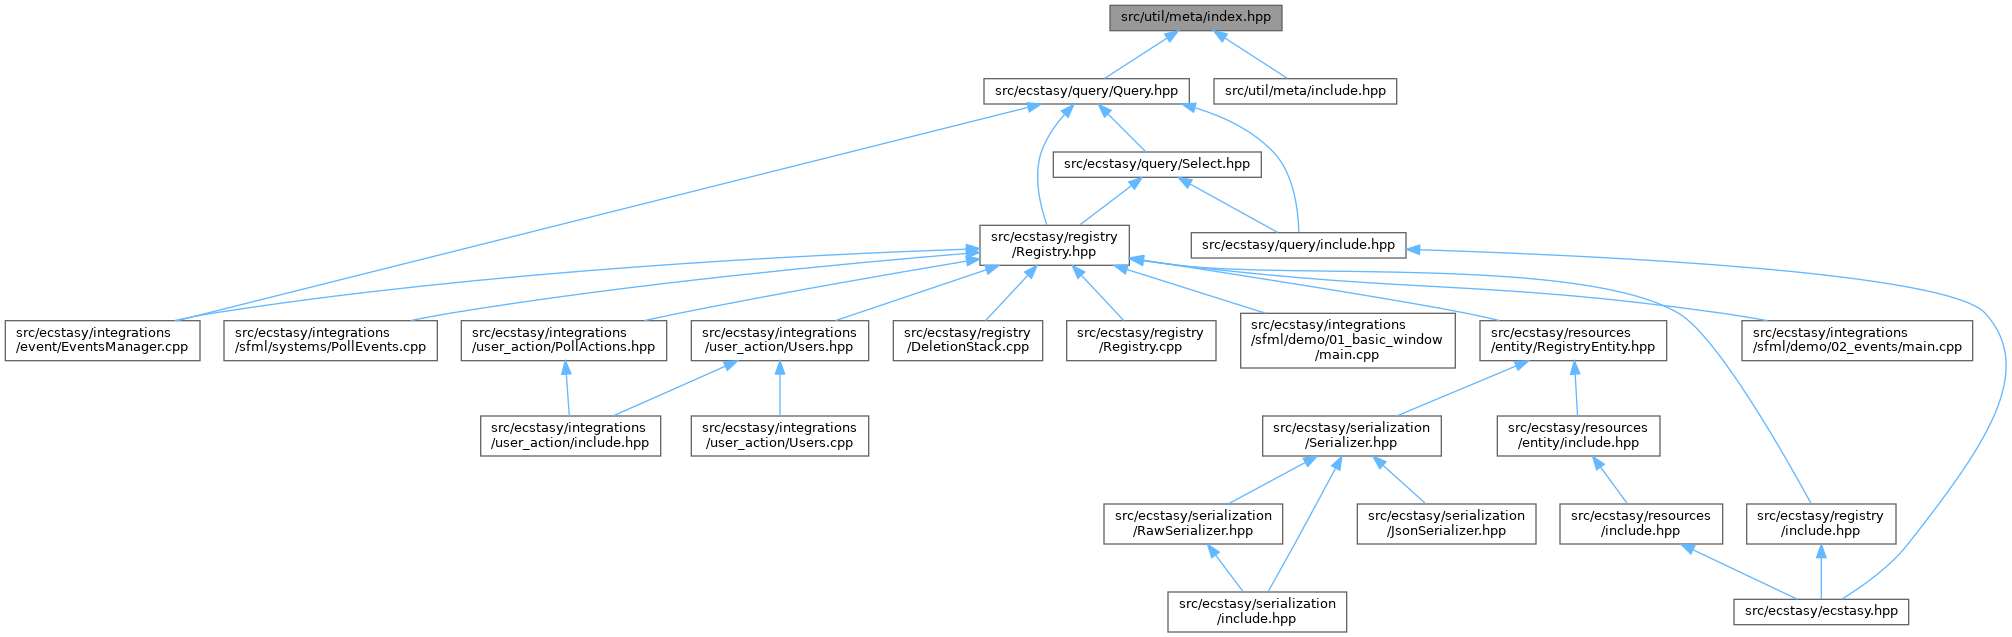 src/util/meta/index.hpp
src/ecstasy/query/Query.hpp
src/util/meta/include.hpp
src/ecstasy/query/Select.hpp
src/ecstasy/registry
/Registry.hpp
src/ecstasy/query/include.hpp
src/ecstasy/integrations
/event/EventsManager.cpp
src/ecstasy/integrations
/sfml/systems/PollEvents.cpp
src/ecstasy/integrations
/user_action/PollActions.hpp
src/ecstasy/integrations
/user_action/Users.hpp
src/ecstasy/registry
/DeletionStack.cpp
src/ecstasy/registry
/Registry.cpp
src/ecstasy/integrations
/sfml/demo/01_basic_window
/main.cpp
src/ecstasy/resources
/entity/RegistryEntity.hpp
src/ecstasy/integrations
/sfml/demo/02_events/main.cpp
src/ecstasy/integrations
/user_action/include.hpp
src/ecstasy/integrations
/user_action/Users.cpp
src/ecstasy/serialization
/Serializer.hpp
src/ecstasy/resources
/entity/include.hpp
src/ecstasy/serialization
/RawSerializer.hpp
src/ecstasy/serialization
/JsonSerializer.hpp
src/ecstasy/resources
/include.hpp
src/ecstasy/registry
/include.hpp
src/ecstasy/serialization
/include.hpp
src/ecstasy/ecstasy.hpp